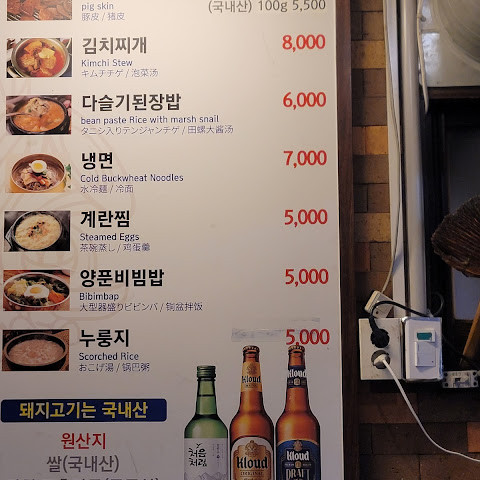 pig skin
(국내산) 100g 5,500
豚皮 / 猪皮
김치찌개 8,000
Kimchi Stew
キムチチゲ / 泡菜汤
다슬기된장밥 6,000
bean paste Rice with marsh snail
タニシ入りテンジャンチゲ / 田螺大酱汤
냉면 7,000
Cold Buckwheat Noodles
水冷麺 / 冷面
계란찜 5,000
Steamed Eggs
茶碗蒸し / 鸡蛋羹
양푼비빔밥 5,000
Bibimbap
大型器盛りビビンバ / 铜盆拌饭
누룽지 5,000
Scorched Rice
おこげ湯 / 锅巴粥
돼지고기는 국내산
원산지
쌀(국내산)
처음처럼
Kloud
Kloud
Kloud
ORIGINAL
Kloud
DRAFT